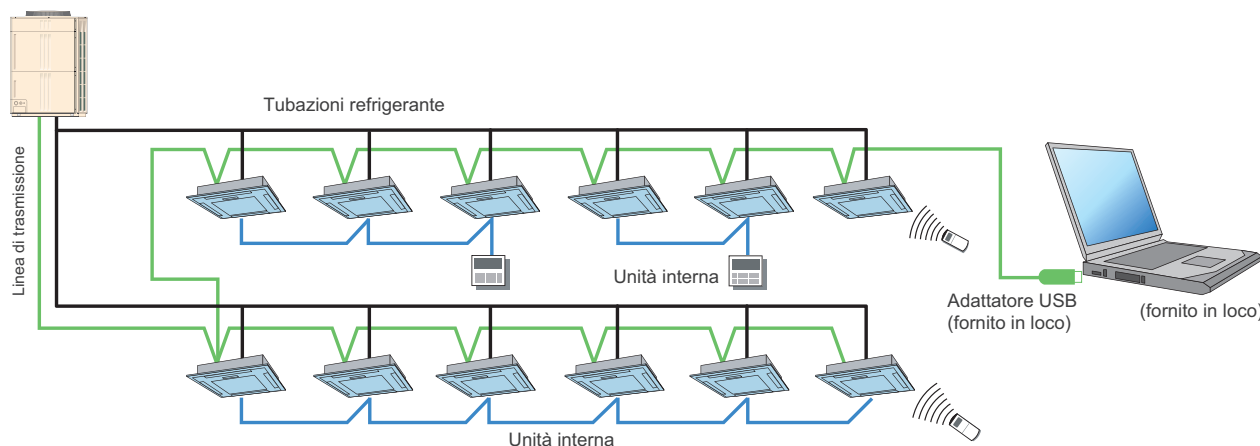 Tubazioni refrigerante
Linea di trasmissione
Unità interna
Adattatore USB
(fornito in loco)
(fornito in loco)
Unità interna